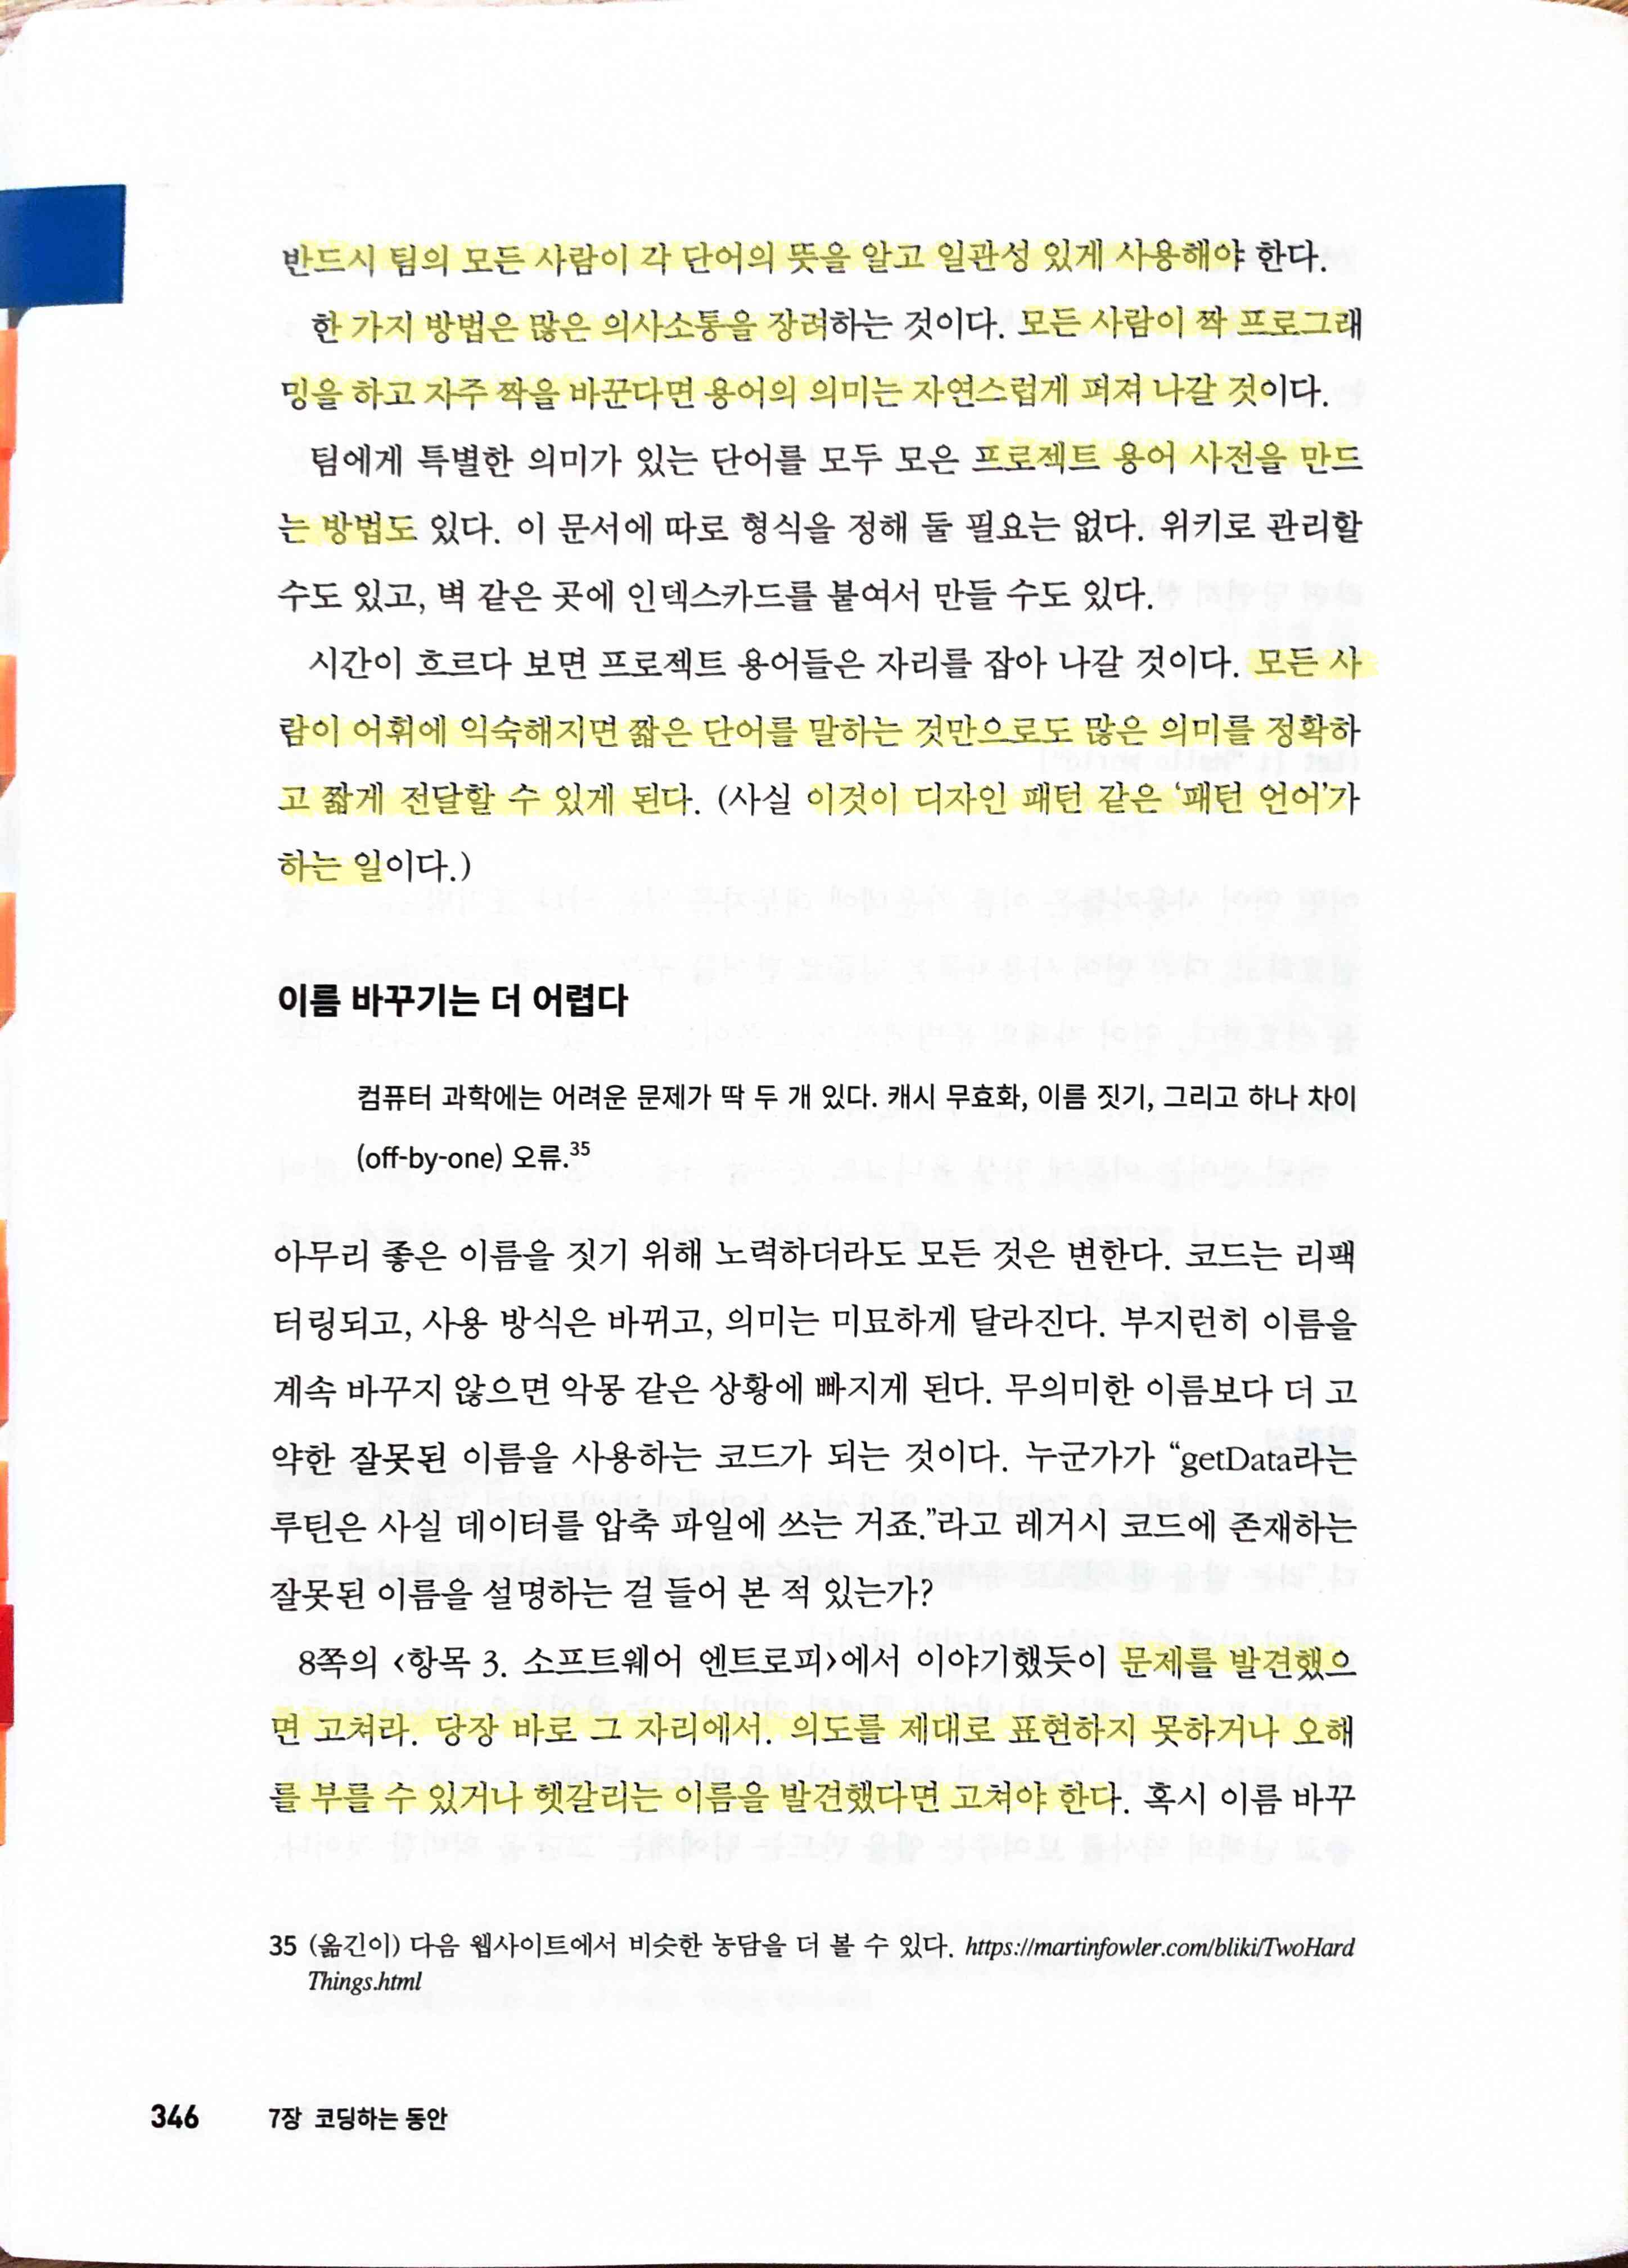 반드시 팀의 모든 사람이 각 단어의 뜻을 알고 일관성 있게 사용해야 한다.
한 가지 방법은 많은 의사소통을 장려하는 것이다. 모든 사람이 짝 프로그래
밍을 하고 자주 짝을 바꾼다면 용어의 의미는 자연스럽게 퍼져 나갈 것이다.
팀에게 특별한 의미가 있는 단어를 모두 모은 프로젝트 용어 사전을 만드
는 방법도 있다. 이 문서에 따로 형식을 정해 둘 필요는 없다. 위키로 관리할
수도 있고, 벽 같은 곳에 인덱스카드를 붙여서 만들 수도 있다.
시간이 흐르다 보면 프로젝트 용어들은 자리를 잡아 나갈 것이다. 모든 사
람이 어휘에 익숙해지면 짧은 단어를 말하는 것만으로도 많은 의미를 정확하
고 짧게 전달할 수 있게 된다. (사실 이것이 디자인 패턴 같은 ‘패턴 언어’가
하는 일이다.)
이름 바꾸기는 더 어렵다
컴퓨터 과학에는 어려운 문제가 딱 두 개 있다. 캐시 무효화, 이름 짓기, 그리고 하나 차이
(off-by-one) 오류.35
아무리 좋은 이름을 짓기 위해 노력하더라도 모든 것은 변한다. 코드는 리팩
터링되고, 사용 방식은 바뀌고, 의미는 미묘하게 달라진다. 부지런히 이름을
계속 바꾸지 않으면 악몽 같은 상황에 빠지게 된다. 무의미한 이름보다 더 고
약한 잘못된 이름을 사용하는 코드가 되는 것이다. 누군가가 “getData라는
루틴은 사실 데이터를 압축 파일에 쓰는 거죠.”라고 레거시 코드에 존재하는
잘못된 이름을 설명하는 걸 들어 본 적 있는가?
8쪽의 <항목 3. 소프트웨어 엔트로피>에서 이야기했듯이 문제를 발견했으
면 고쳐라. 당장 바로 그 자리에서. 의도를 제대로 표현하지 못하거나 오해
를 부를 수 있거나 헷갈리는 이름을 발견했다면 고쳐야 한다. 혹시 이름 바꾸
35 (옮긴이) 다음 웹사이트에서 비슷한 농담을 더 볼 수 있다. https://martinfowler.com/bliki/TwoHard
Things.html
346 7장 코딩하는 동안